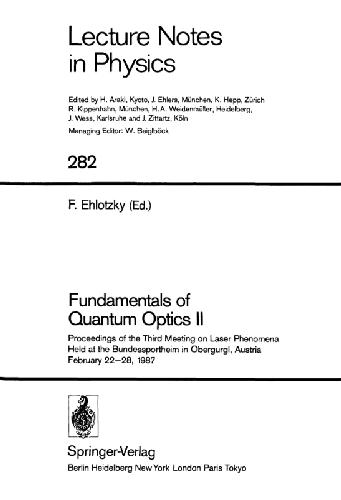 Lecture Notes
in Physics
Edited by H. Araki, Kyoto, J. Ehlers, München, K. Hepp, Zürich
R. Kippenhahn, München, H. A. Weidenmüller, Heidelberg,
J. Wess, Karlsruhe and J. Zittartz, Köln
Managing Editor: W. Beiglböck
282
F. Ehlotzky (Ed.)
Fundamentals of
Quantum Optics II
Proceedings of the Third Meeting on Laser Phenomena
Held at the Bundessportheim in Obergurgl, Austria
February 22–28, 1987
Springer-Verlag
Berlin Heidelberg New York London Paris Tokyo